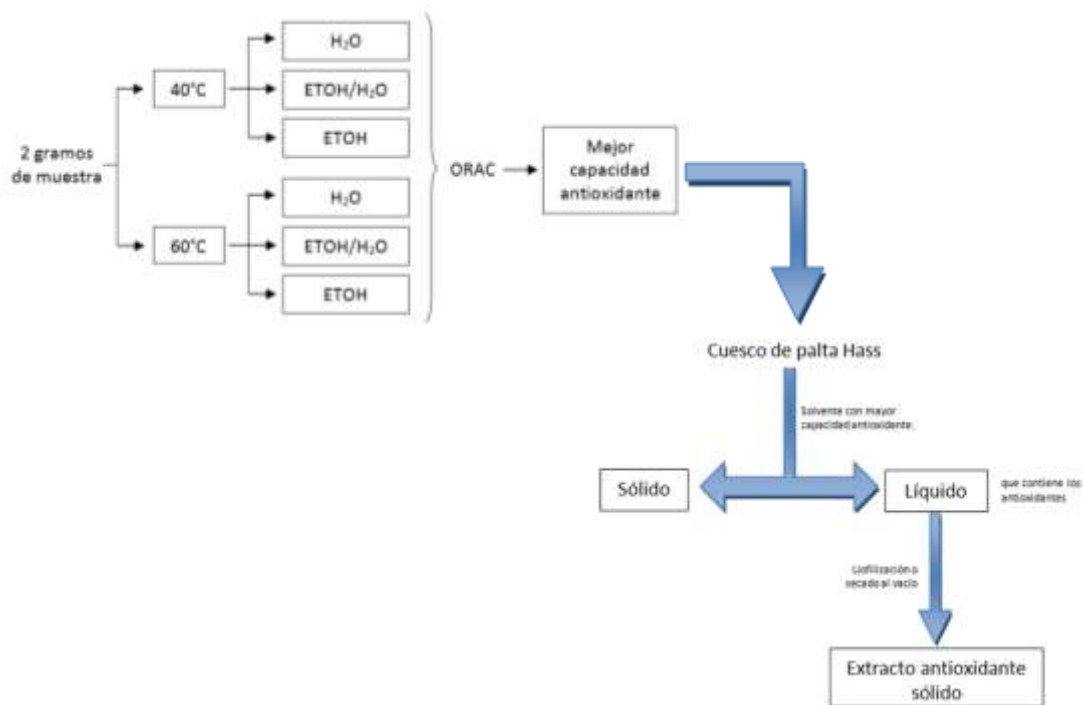 2 gramos
de muestra
40°C
H₂O
ETOH/H₂O
ETOH
60°C
H₂O
ETOH/H₂O
ETOH
ORAC
Mejor
capacidad
antioxidante
Cuesco de palta Hass
Solvente con mayor
capacidad antioxidante.
Sólido
Líquido
que contiene los
antioxidantes
Liofilización o
secado al vacío
Extracto antioxidante
sólido